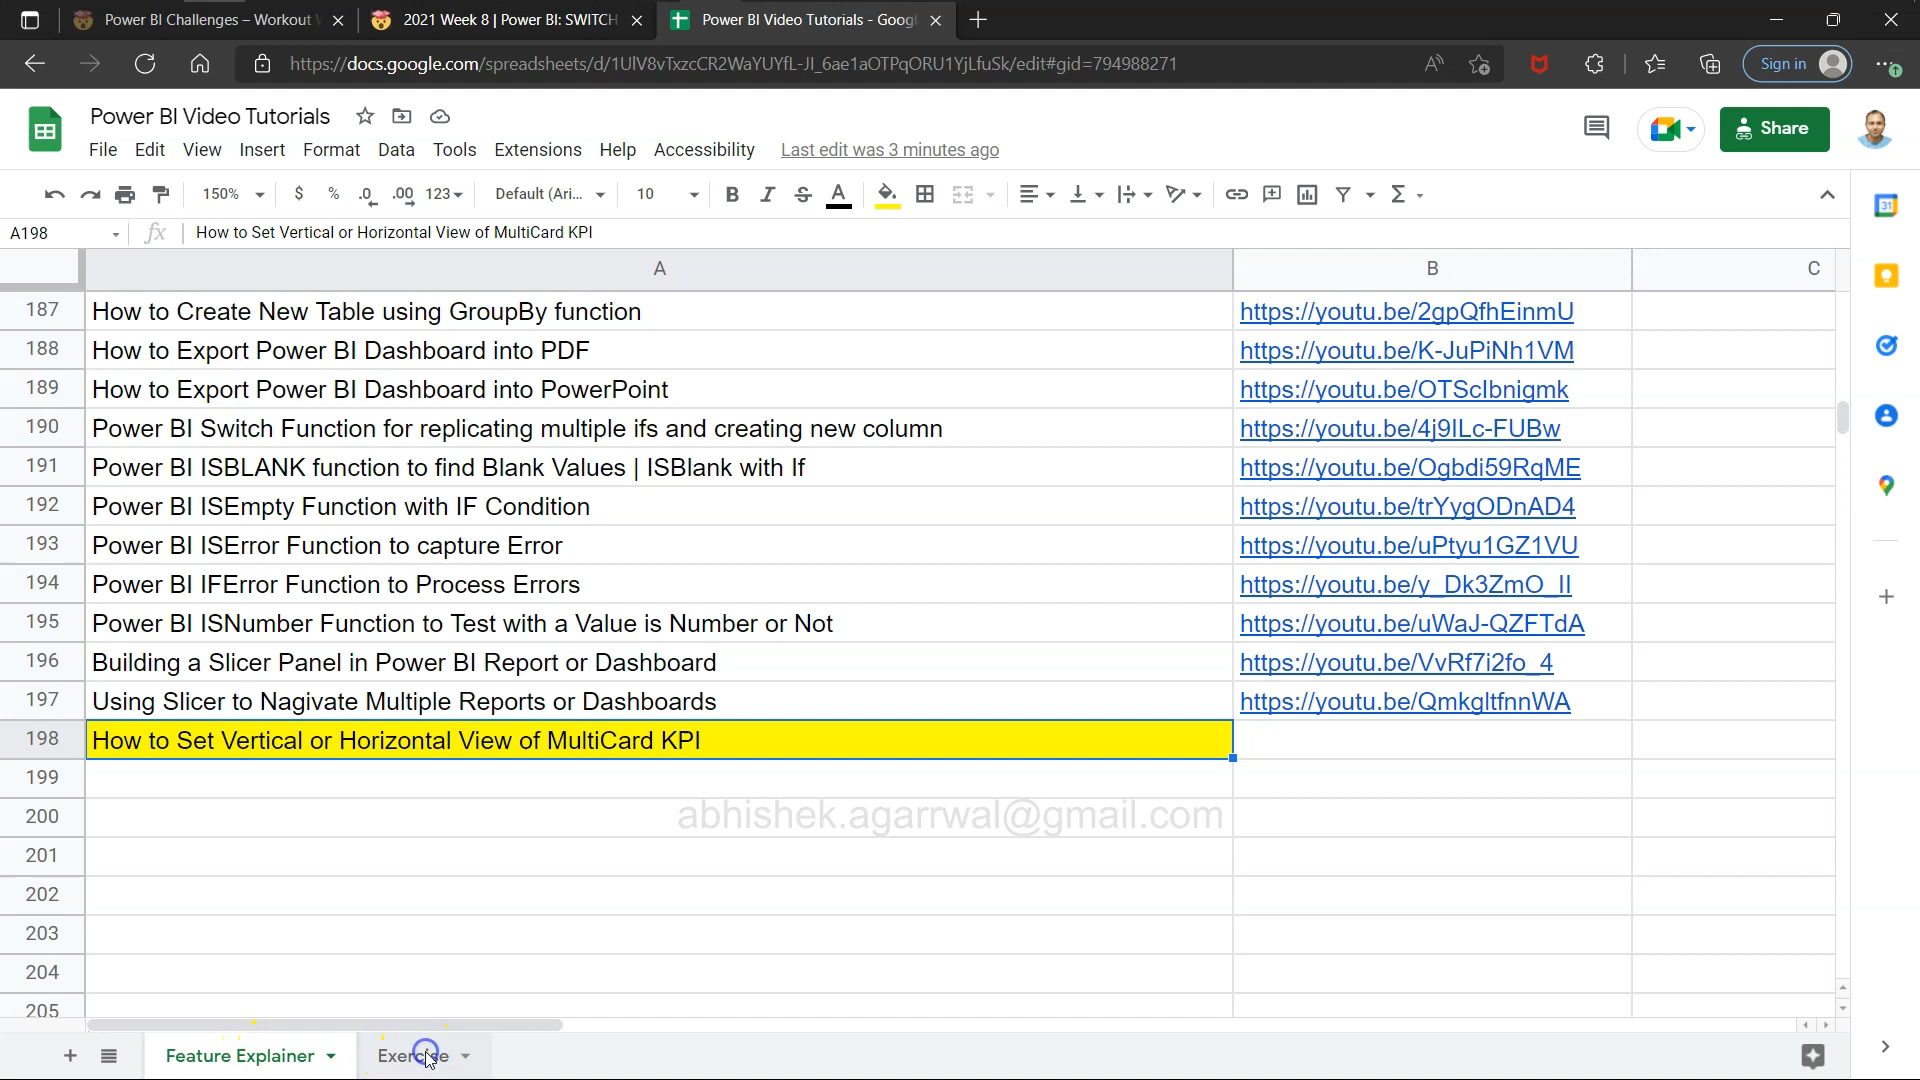 Power BI Challenges – Workout
2021 Week 8 | Power BI: SWITCH
Power BI Video Tutorials - Googl
https://docs.google.com/spreadsheets/d/1UlV8vTxzcCR2WaYUYfL-JI_6ae1aOTPqORU1YjLfuSk/edit#gid=794988271
Sign in
Power BI Video Tutorials
File Edit View Insert Format Data Tools Extensions Help Accessibility Last edit was 3 minutes ago
Share
150% $ % .0 .00 123 Default (Ari... 10 B I S A
31
A198 fx How to Set Vertical or Horizontal View of MultiCard KPI
A B C
187 How to Create New Table using GroupBy function https://youtu.be/2gpQfhEinmU
188 How to Export Power BI Dashboard into PDF https://youtu.be/K-JuPiNh1VM
189 How to Export Power BI Dashboard into PowerPoint https://youtu.be/OTScIbnigmk
190 Power BI Switch Function for replicating multiple ifs and creating new column https://youtu.be/4j9ILc-FUBw
191 Power BI ISBLANK function to find Blank Values | ISBlank with If https://youtu.be/Ogbdi59RqME
192 Power BI ISEmpty Function with IF Condition https://youtu.be/trYygODnAD4
193 Power BI ISError Function to capture Error https://youtu.be/uPtyu1GZ1VU
194 Power BI IFError Function to Process Errors https://youtu.be/y_Dk3ZmO_II
195 Power BI ISNumber Function to Test with a Value is Number or Not https://youtu.be/uWaJ-QZFTdA
196 Building a Slicer Panel in Power BI Report or Dashboard https://youtu.be/VvRf7i2fo_4
197 Using Slicer to Nagivate Multiple Reports or Dashboards https://youtu.be/QmkgltfnnWA
198 How to Set Vertical or Horizontal View of MultiCard KPI
199
200
abhishek.agarrwal@gmail.com
201
202
203
204
205
Feature Explainer Exercise